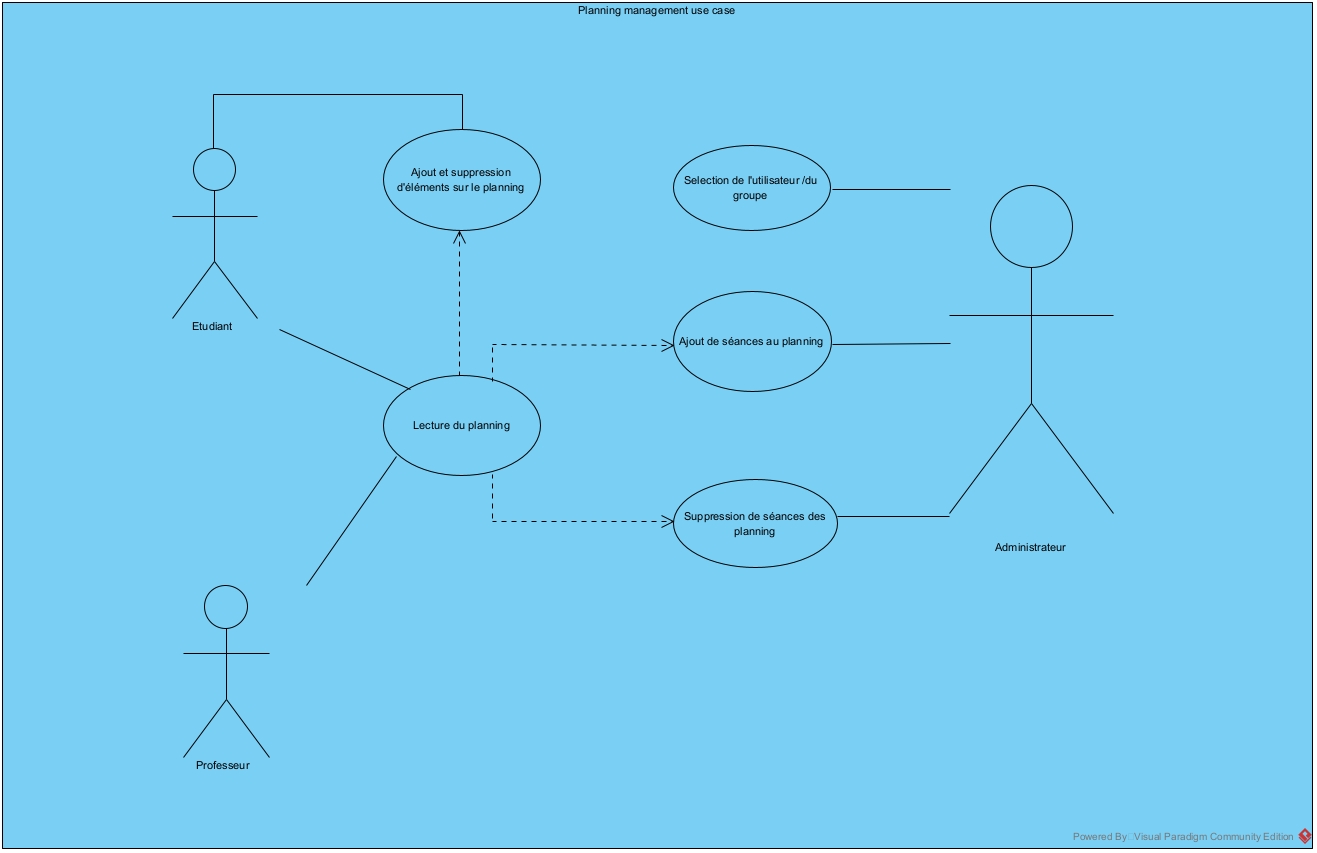 Planning management use case
Ajout et suppression
d'éléments sur le planning
Selection de l'utilisateur /du
groupe
Etudiant
Ajout de séances au planning
Lecture du planning
Suppression de séances des
planning
Administrateur
Professeur
Powered By Visual Paradigm Community Edition